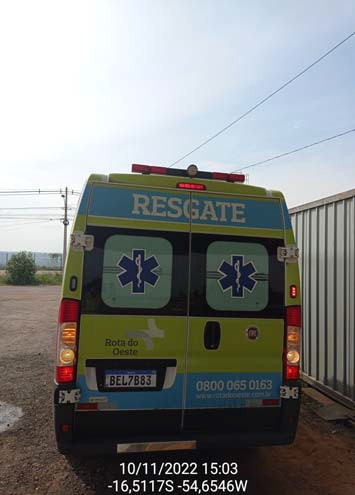 RESGATE
Rota do
Oeste
BEL7B83
0800 065 0163
www.rotadooeste.com.br
10/11/2022 15:03
-16,5117S -54,6546W